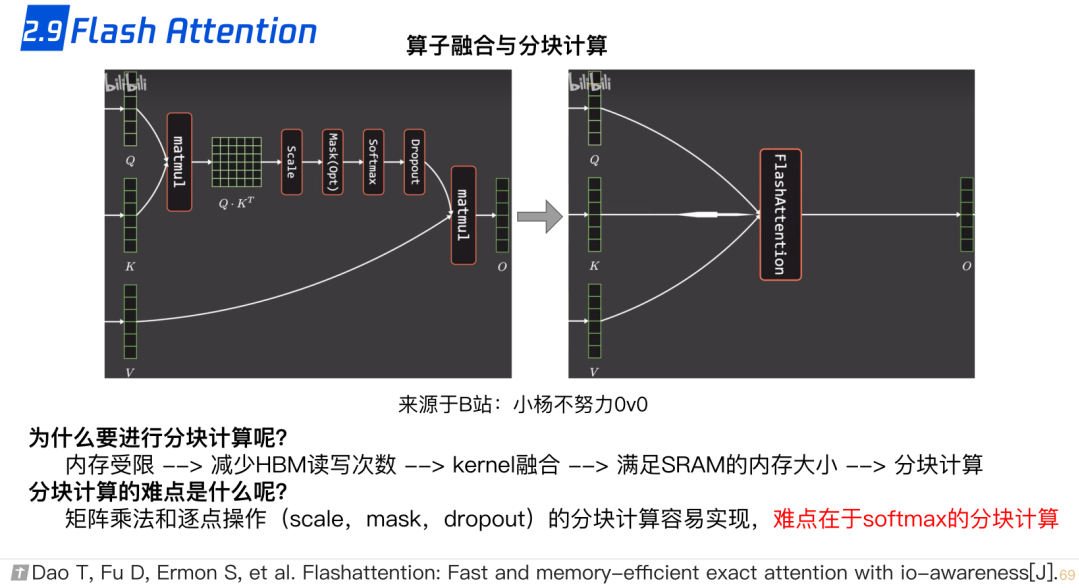 2.9 Flash Attention
算子融合与分块计算
bilibili
Q
matmul
Q · K^T
Scale
Mask(Opt)
Softmax
Dropout
matmul
K
V
O
bilibili
Q
K
V
FlashAttention
O
来源于B站：小杨不努力0v0
为什么要进行分块计算呢？
内存受限 --> 减少HBM读写次数 --> kernel融合 --> 满足SRAM的内存大小 --> 分块计算
分块计算的难点是什么呢？
矩阵乘法和逐点操作（scale，mask，dropout）的分块计算容易实现，难点在于softmax的分块计算
Dao T, Fu D, Ermon S, et al. Flashattention: Fast and memory-efficient exact attention with io-awareness[J].
69